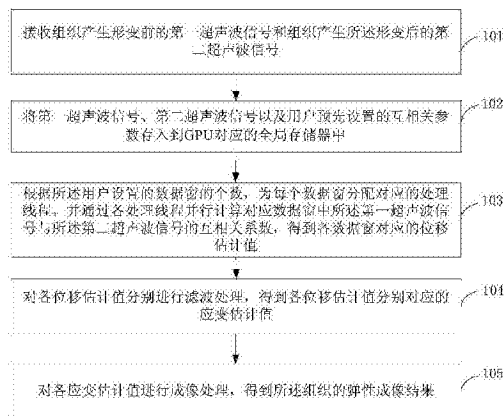 接收组织产生形变前的第一超声波信号和组织产生所述形变后的第
二超声波信号
101
将第一超声波信号、第二超声波信号以及用户预先设置的互相关参
数存入到GPU对应的全局存储器中
102
根据所述用户设置的数据窗的个数，为每个数据窗分配对应的处理
线程，并通过各处理线程并行计算对应数据窗中所述第一超声波信
号与所述第二超声波信号的互相关系数，得到各数据窗对应的位移
估计值
103
对各位移估计值分别进行滤波处理，得到各位移估计值分别对应的
应变估计值
104
对各应变估计值进行成像处理，得到所述组织的弹性成像结果
105